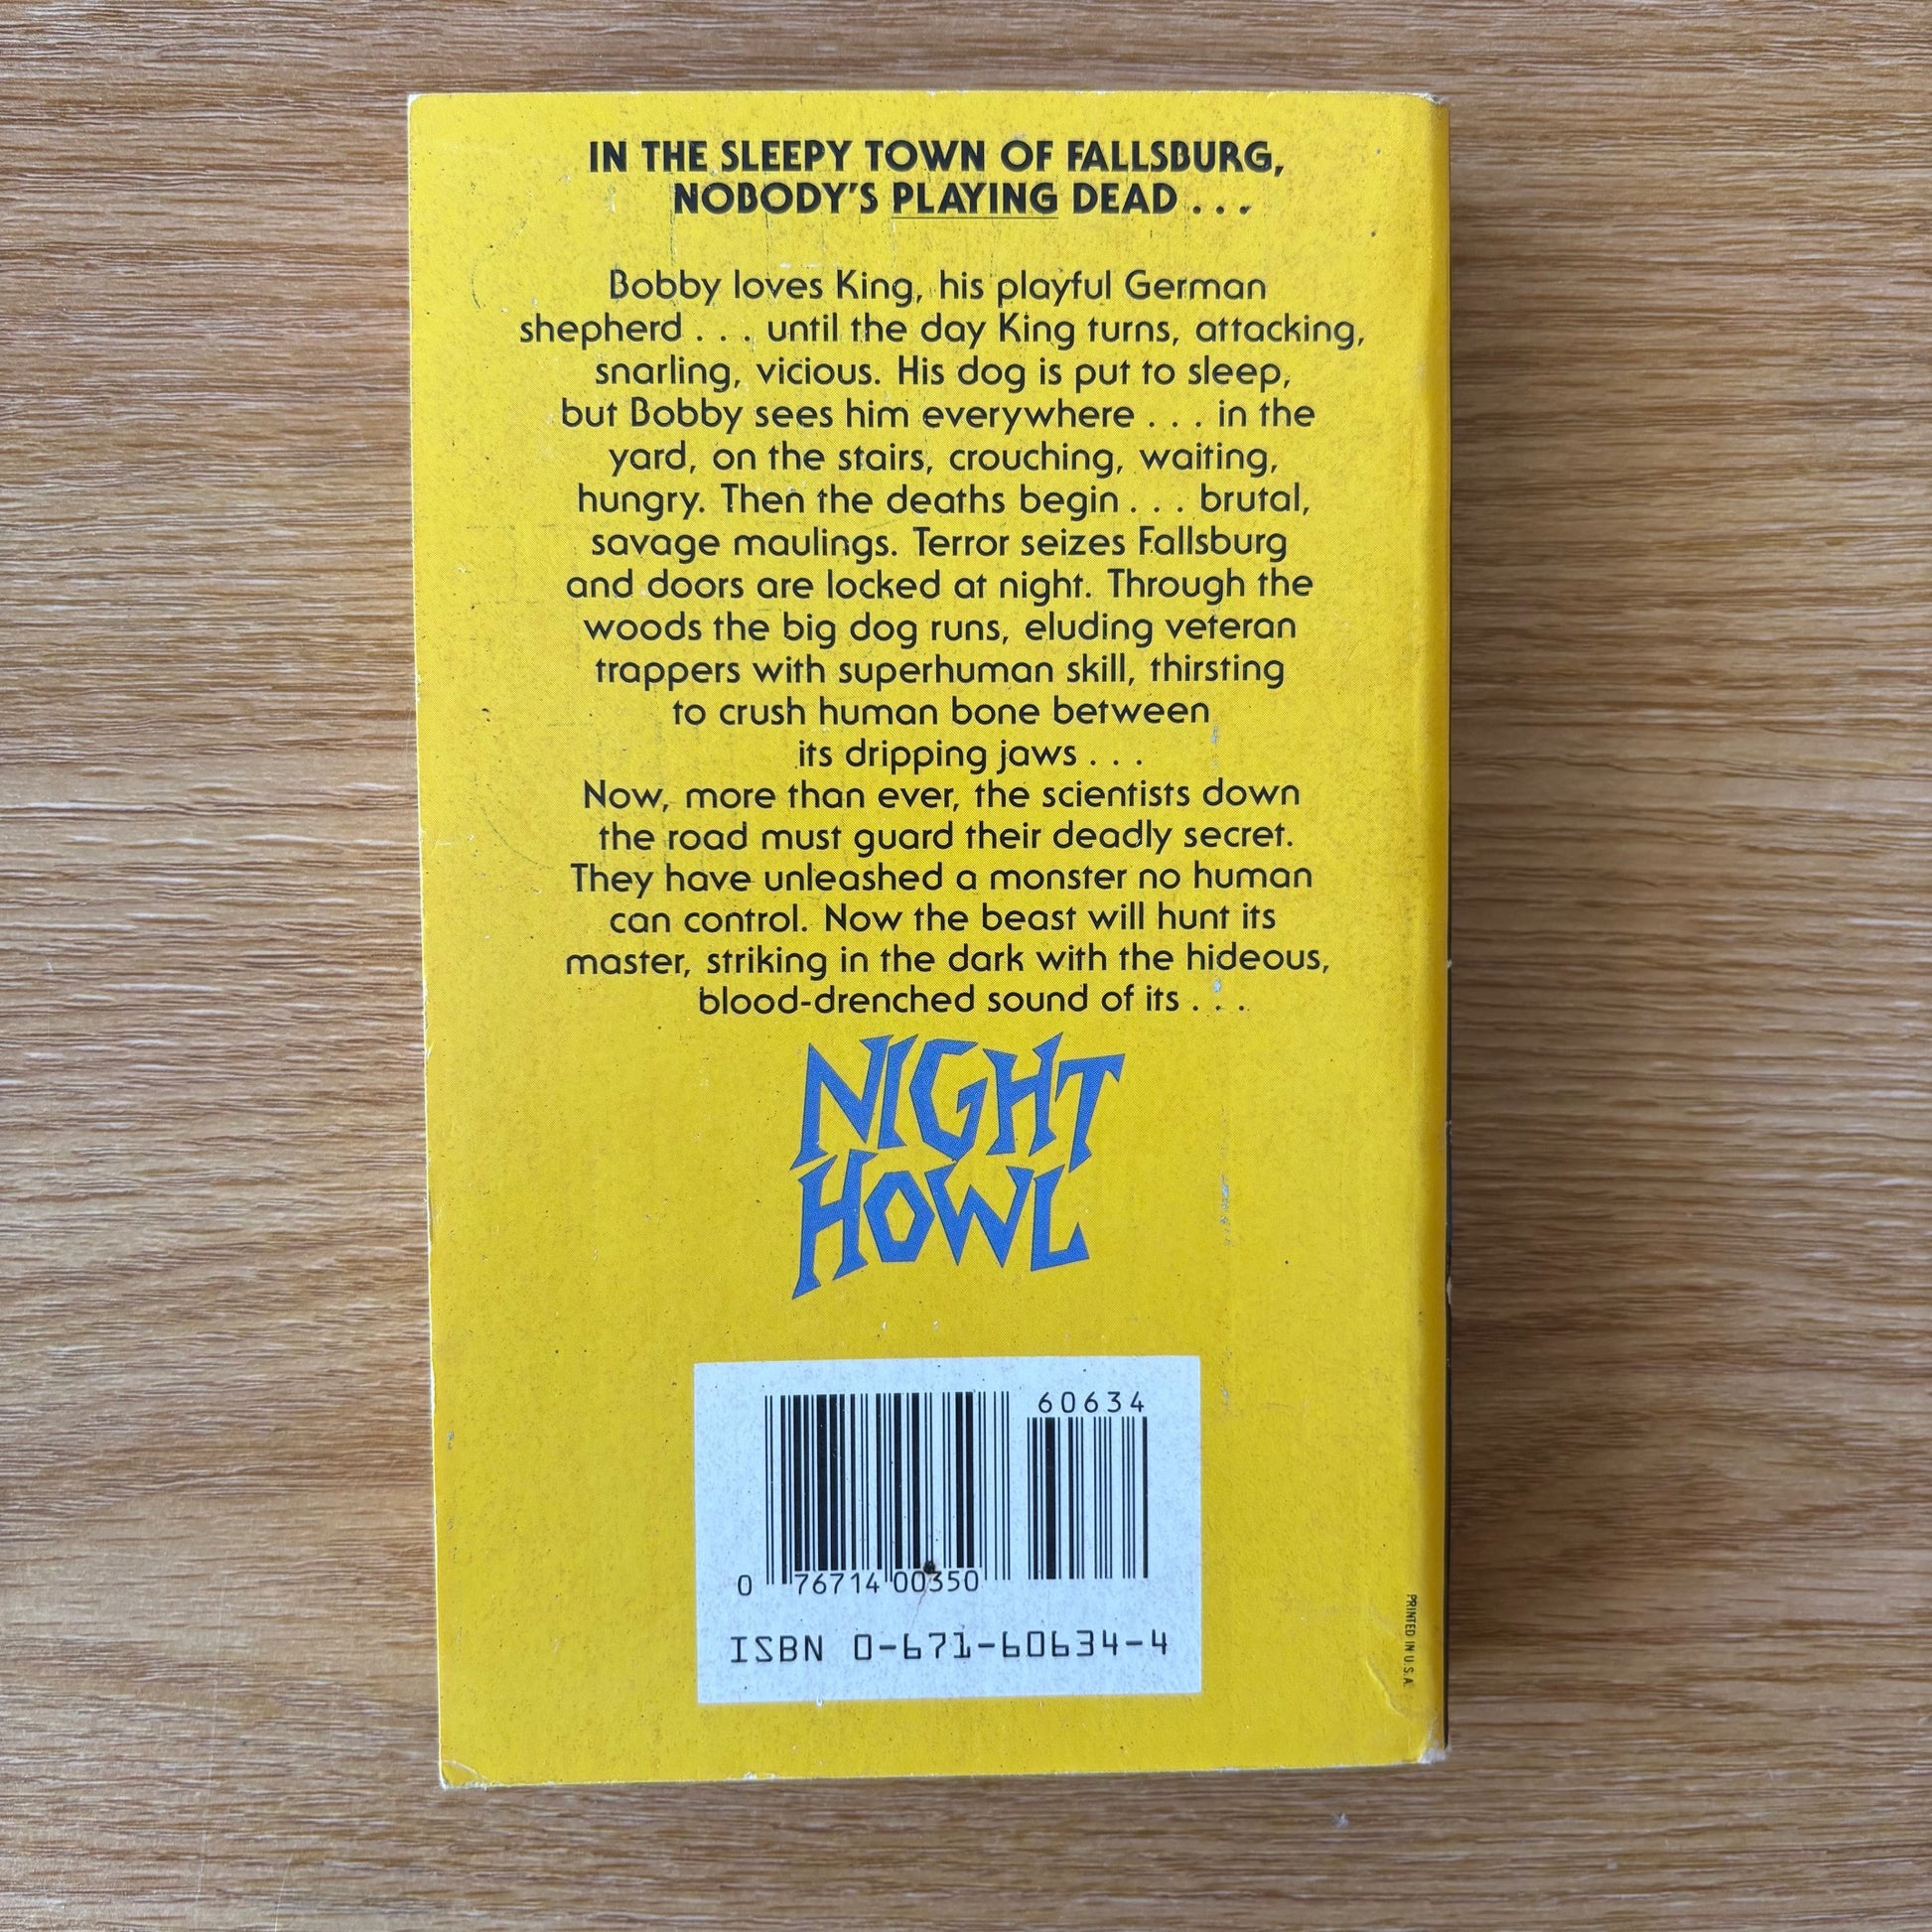 IN THE SLEEPY TOWN OF FALLSBURG,
NOBODY'S PLAYING DEAD . . .
Bobby loves King, his playful German
shepherd . . . until the day King turns, attacking,
snarling, vicious. His dog is put to sleep,
but Bobby sees him everywhere . . . in the
yard, on the stairs, crouching, waiting,
hungry. Then the deaths begin . . . brutal,
savage maulings. Terror seizes Fallsburg
and doors are locked at night. Through the
woods the big dog runs, eluding veteran
trappers with superhuman skill, thirsting
to crush human bone between
its dripping jaws . . .
Now, more than ever, the scientists down
the road must guard their deadly secret.
They have unleashed a monster no human
can control. Now the beast will hunt its
master, striking in the dark with the hideous,
blood-drenched sound of its . . .
NIGHT
HOWL
60634
0 76714 00350
ISBN 0-671-60634-4
PRINTED IN U.S.A.